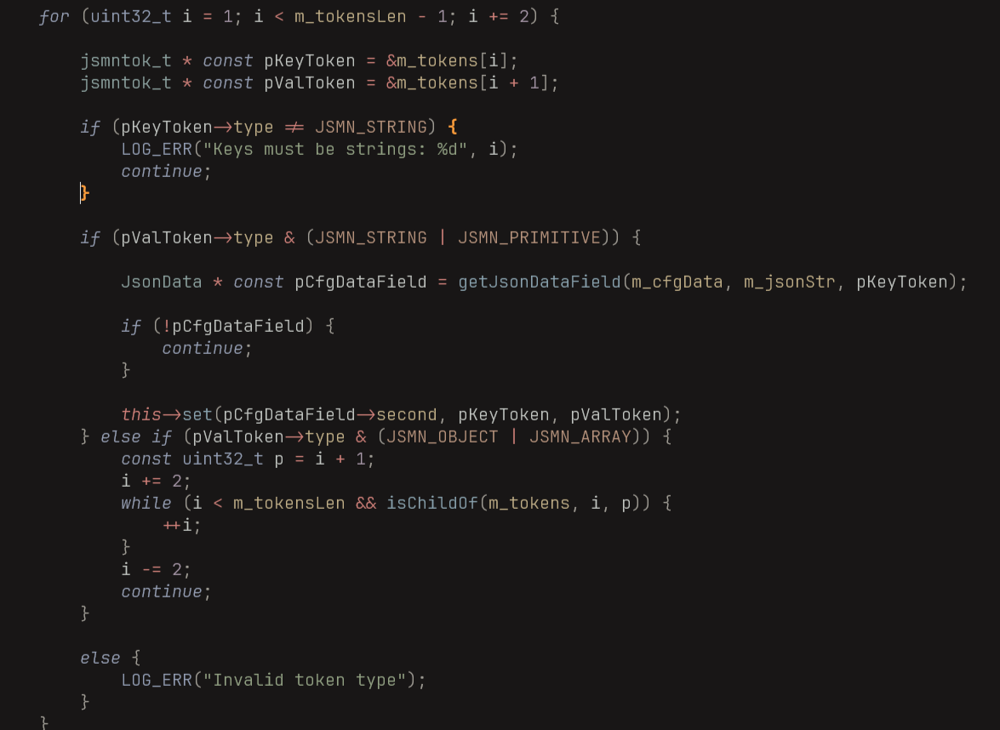 for (uint32_t i = 1; i < m_tokensLen - 1; i += 2) {
jsmntok_t * const pKeyToken = &m_tokens[i];
jsmntok_t * const pValToken = &m_tokens[i + 1];
if (pKeyToken->type != JSMN_STRING) {
LOG_ERR("Keys must be strings: %d", i);
continue;
}
if (pValToken->type & (JSMN_STRING | JSMN_PRIMITIVE)) {
JsonData * const pCfgDataField = getJsonDataField(m_cfgData, m_jsonStr, pKeyToken);
if (!pCfgDataField) {
continue;
}
this->set(pCfgDataField->second, pKeyToken, pValToken);
} else if (pValToken->type & (JSMN_OBJECT | JSMN_ARRAY)) {
const uint32_t p = i + 1;
i += 2;
while (i < m_tokensLen && isChildOf(m_tokens, i, p)) {
++i;
}
i -= 2;
continue;
}
else {
LOG_ERR("Invalid token type");
}
}